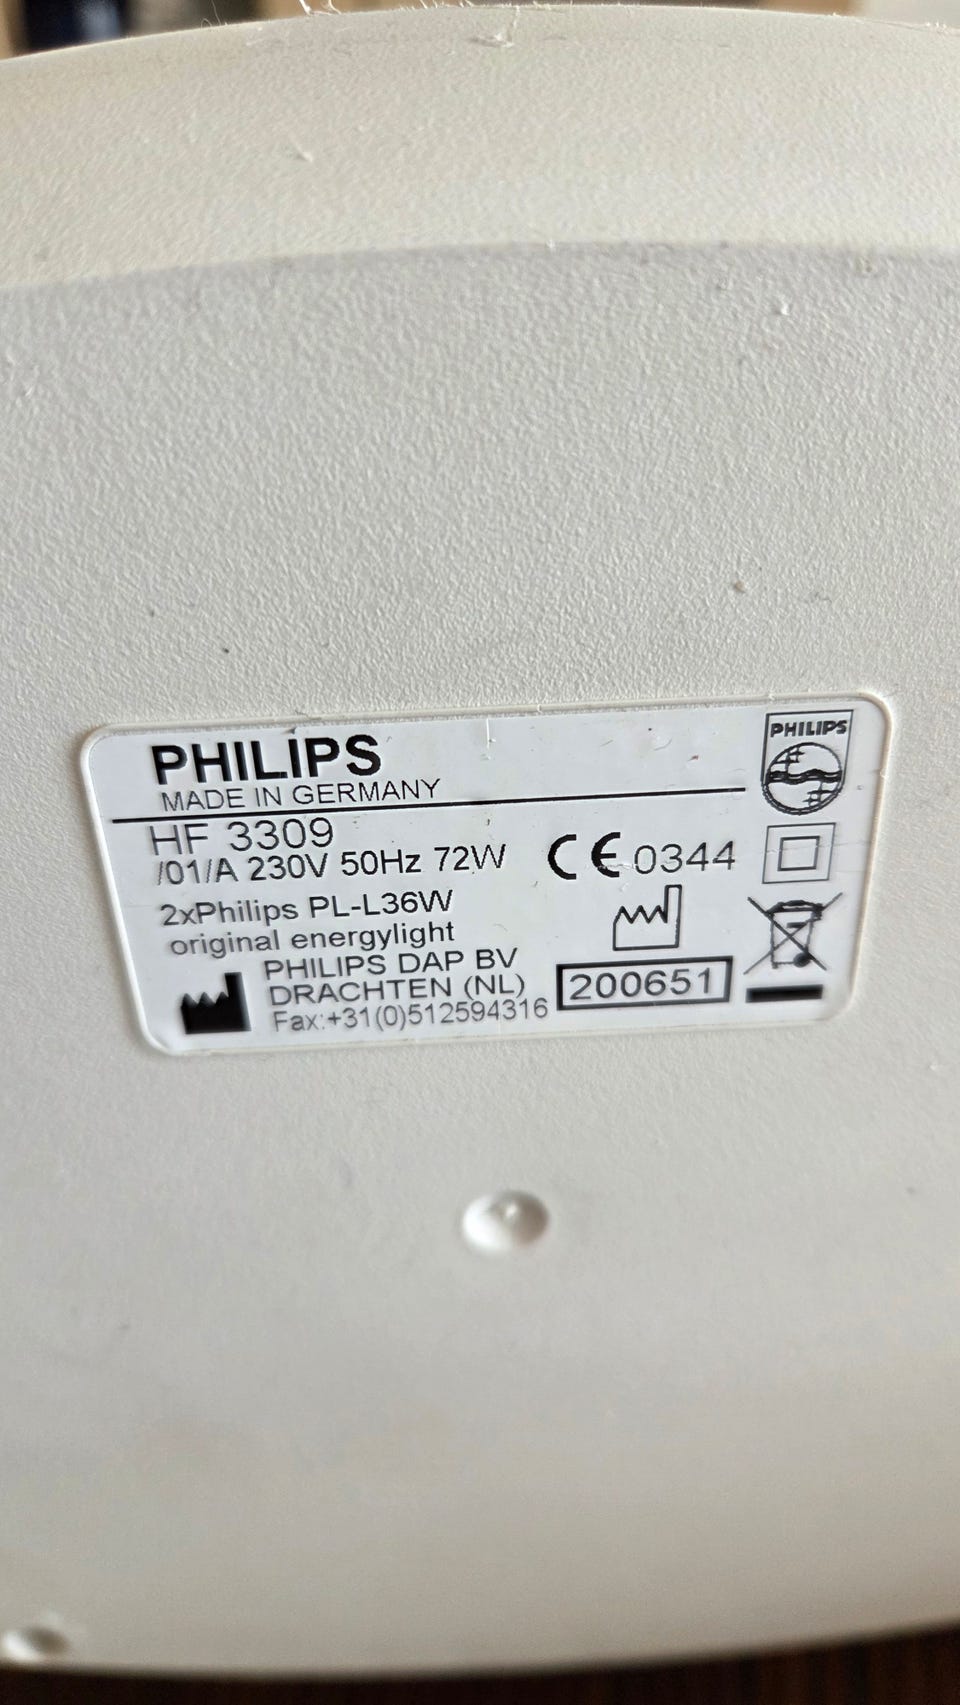 PHILIPS
PHILIPS
MADE IN GERMANY
HF 3309
/01/A 230V 50Hz 72W
CE 0344
2xPhilips PL-L36W
original energylight
PHILIPS DAP BV
DRACHTEN (NL)
Fax:+31(0)512594316
200651